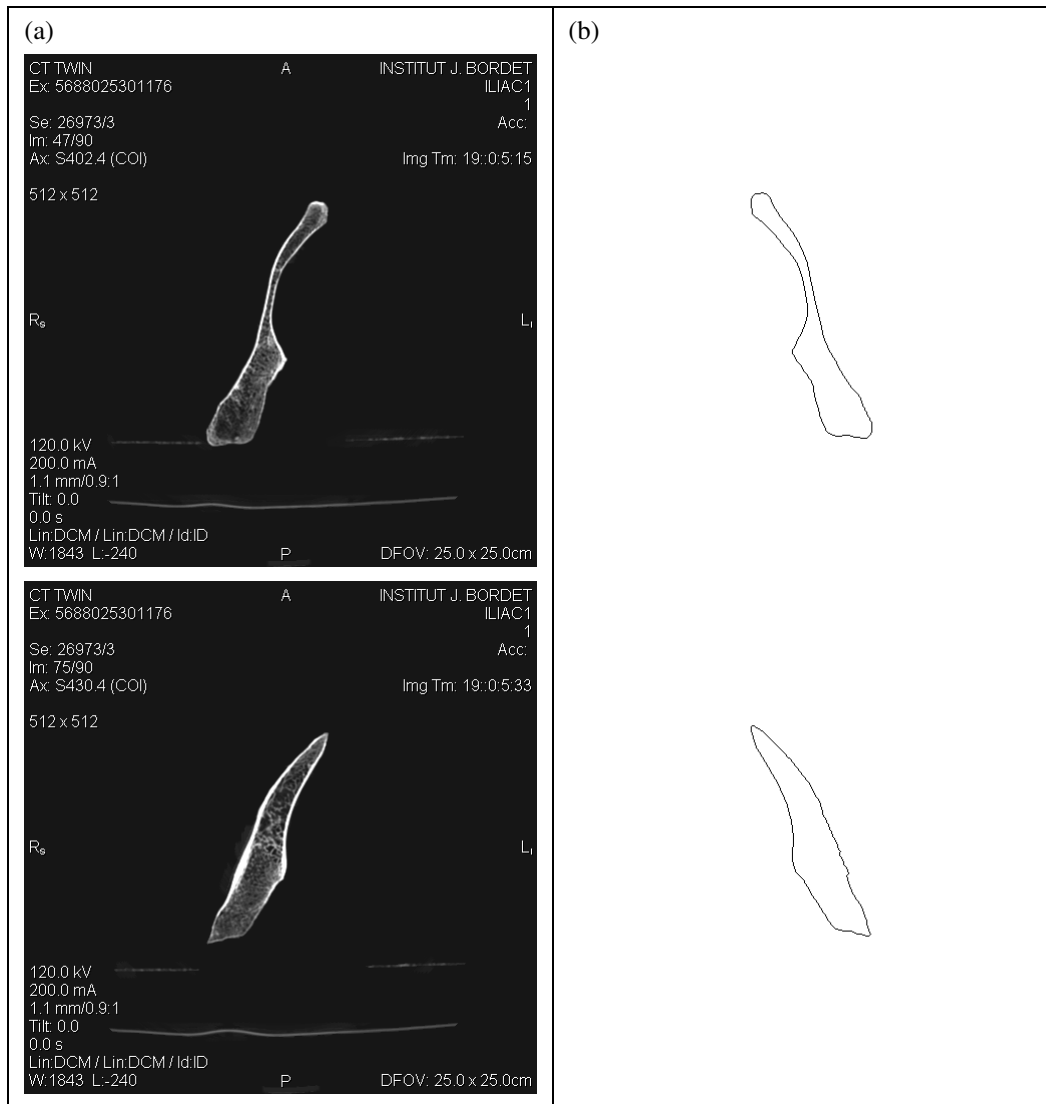 (a)
(b)
CT TWIN A INSTITUT J. BORDET
Ex: 5688025301176 ILIAC1
1
Se: 26973/3 Acc:
Im: 47/90
Ax: S402.4 (COI) Img Tm: 19::0:5:15
512 x 512
Rs LI
120.0 kV
200.0 mA
1.1 mm/0.9:1
Tilt: 0.0
0.0 s
Lin:DCM / Lin:DCM / Id:ID
W:1843 L:-240 P DFOV: 25.0 x 25.0cm
CT TWIN A INSTITUT J. BORDET
Ex: 5688025301176 ILIAC1
1
Se: 26973/3 Acc:
Im: 75/90
Ax: S430.4 (COI) Img Tm: 19::0:5:33
512 x 512
Rs LI
120.0 kV
200.0 mA
1.1 mm/0.9:1
Tilt: 0.0
0.0 s
Lin:DCM / Lin:DCM / Id:ID
W:1843 L:-240 P DFOV: 25.0 x 25.0cm